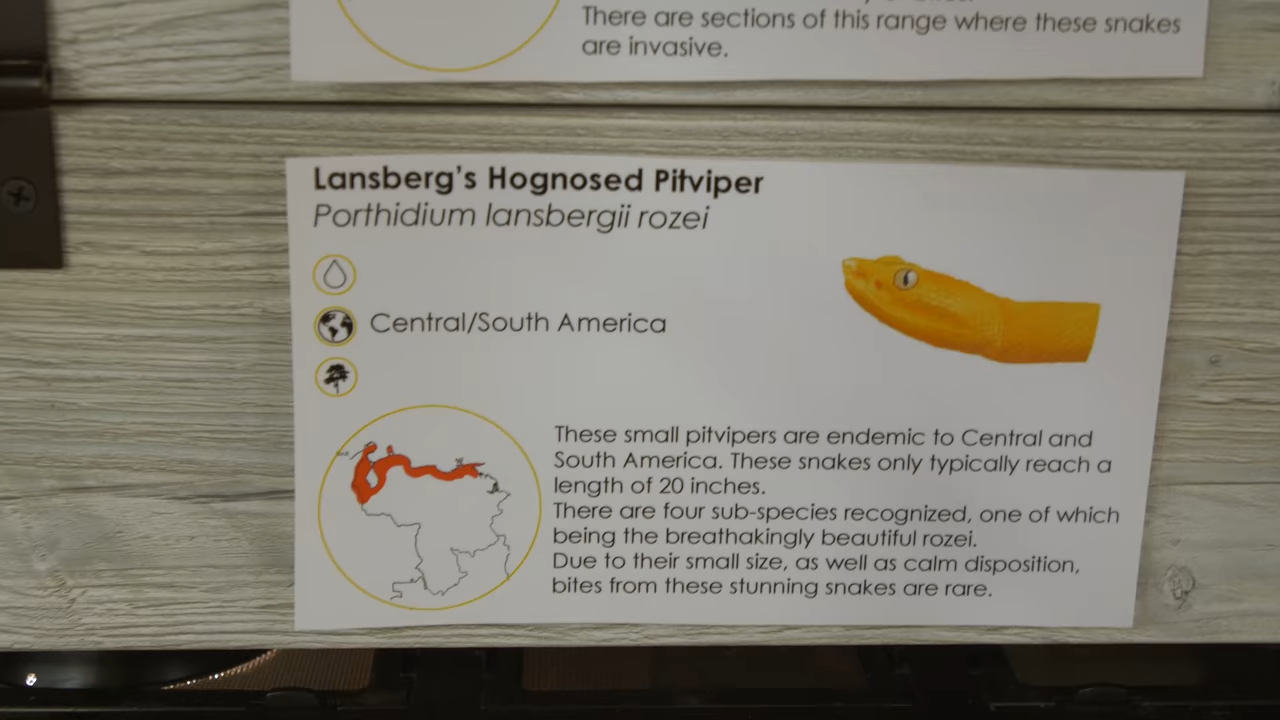 There are sections of this range where these snakes
are invasive.
Lansberg's Hognosed Pitviper
Porthidium lansbergii rozei
Central/South America
These small pitvipers are endemic to Central and
South America. These snakes only typically reach a
length of 20 inches.
There are four sub-species recognized, one of which
being the breathakingly beautiful rozei.
Due to their small size, as well as calm disposition,
bites from these stunning snakes are rare.